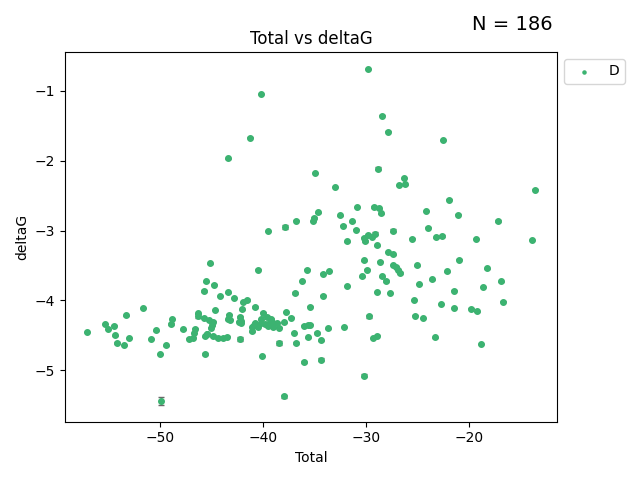 N = 186
Total vs deltaG
D
−1
−2
−3
−4
−5
deltaG
−50 −40 −30 −20
Total